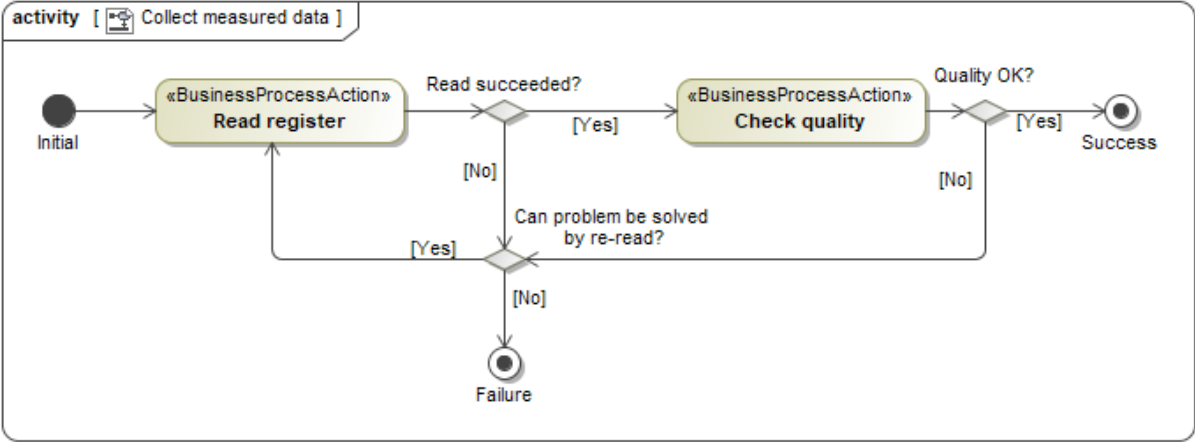 activity [ Collect measured data ]
Read succeeded?
Quality OK?
«BusinessProcessAction»
Read register
«BusinessProcessAction»
Check quality
Initial
[Yes]
[Yes]
Success
[No]
[No]
Can problem be solved
by re-read?
[Yes]
[No]
Failure